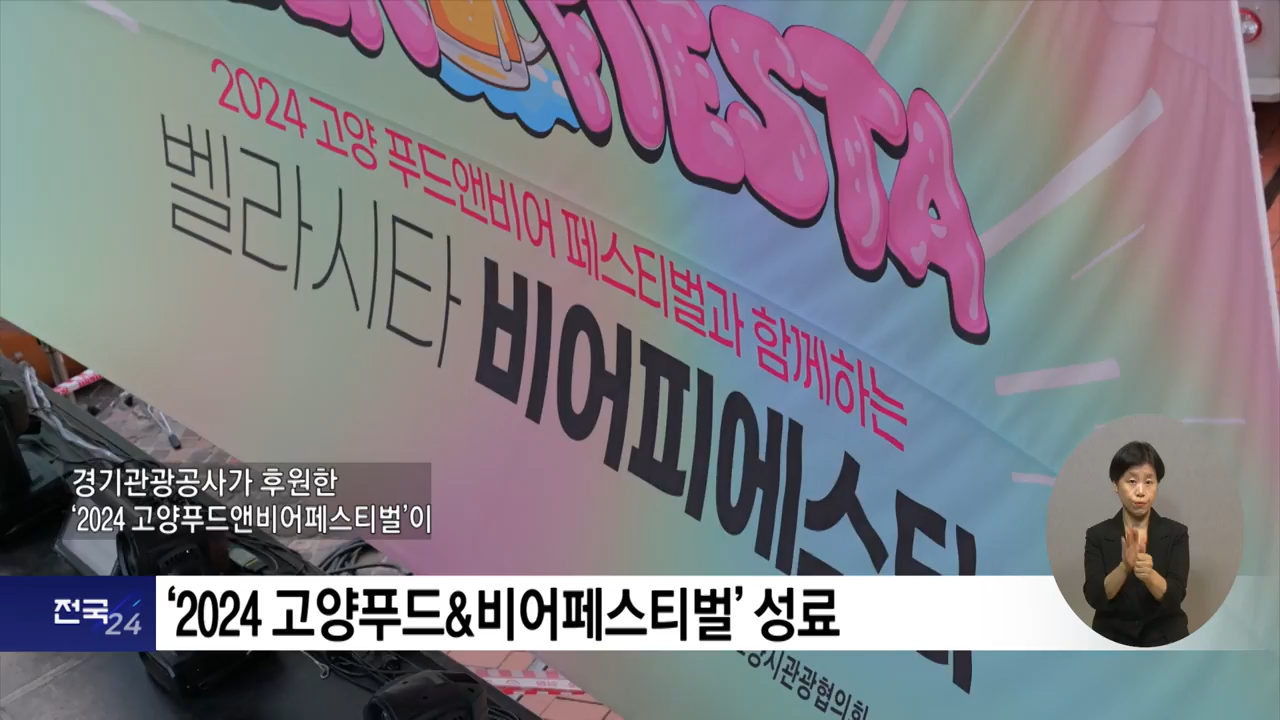 FIESTA
2024 고양 푸드앤비어 페스티벌과 함께하는
벨라시타 비어피에스타
경기관광공사가 후원한
‘2024 고양푸드앤비어페스티벌’이
전국24
‘2024 고양푸드&비어페스티벌’ 성료